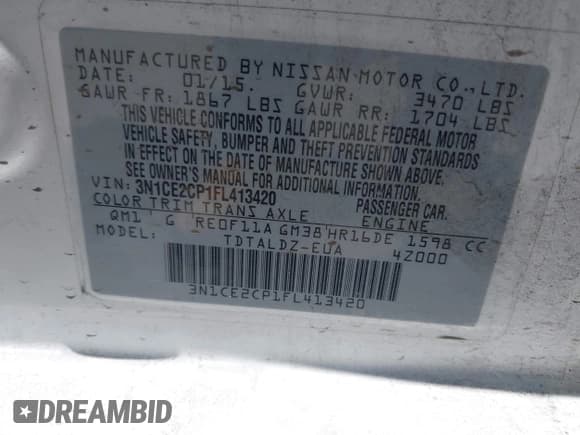 MANUFACTURED BY NISSAN MOTOR CO., LTD.
DATE: 01/15. GVWR: 3470 LBS
GAWR FR: 1867 LBS GAWR RR: 1704 LBS
THIS VEHICLE CONFORMS TO ALL APPLICABLE FEDERAL MOTOR
VEHICLE SAFETY, BUMPER AND THEFT PREVENTION STANDARDS
IN EFFECT ON THE DATE OF MANUFACTURE SHOWN ABOVE.
SEE OWNER'S MANUAL FOR ADDITIONAL INFORMATION
VIN: 3N1CE2CP1FL413420 PASSENGER CAR.
COLOR TRIM TRANS AXLE ENGINE
QM1 G RE0F11A GM38 HR16DE 1598 CC
MODEL: TDTALDZ-EUA 4Z000
3N1CE2CP1FL413420
DREAMBID